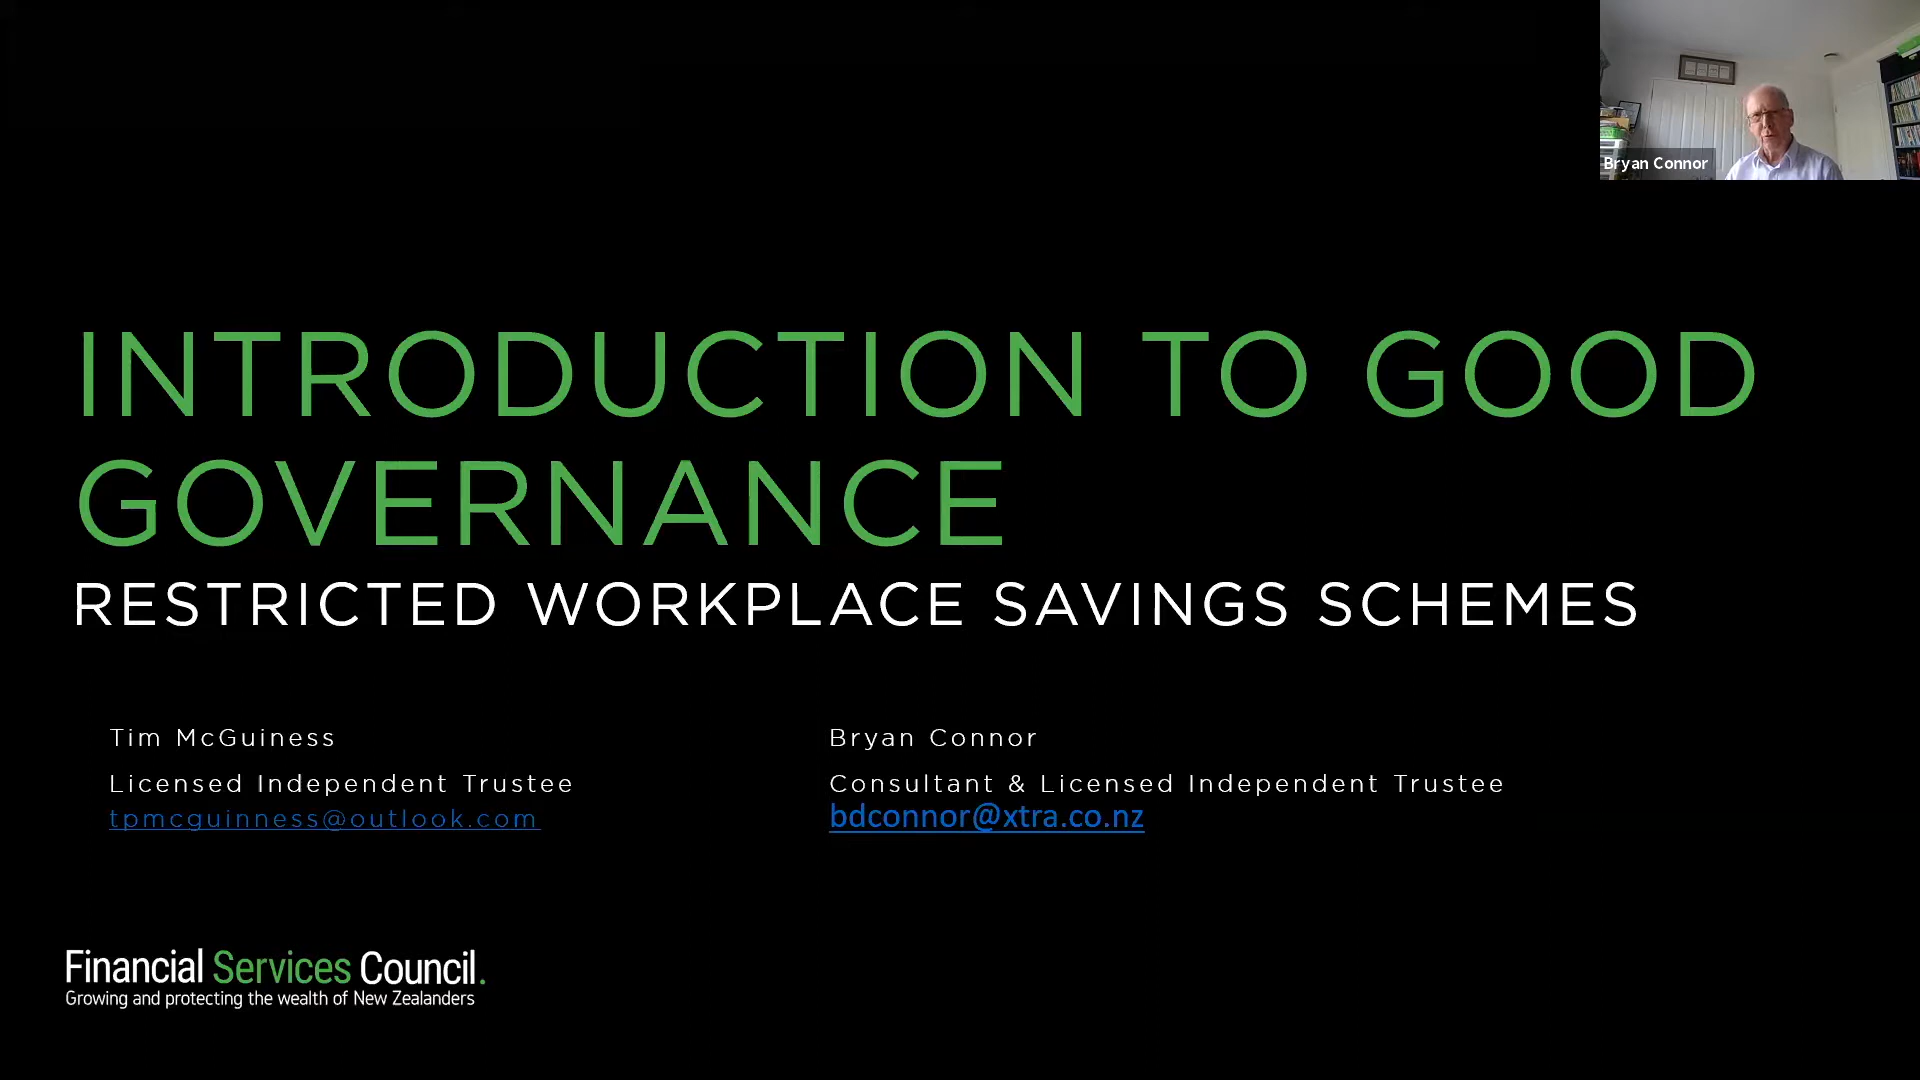 Bryan Connor
INTRODUCTION TO GOOD
GOVERNANCE
RESTRICTED WORKPLACE SAVINGS SCHEMES
Tim McGuiness
Licensed Independent Trustee
tpmcguinness@outlook.com
Bryan Connor
Consultant & Licensed Independent Trustee
bdconnor@xtra.co.nz
Financial Services Council.
Growing and protecting the wealth of New Zealanders